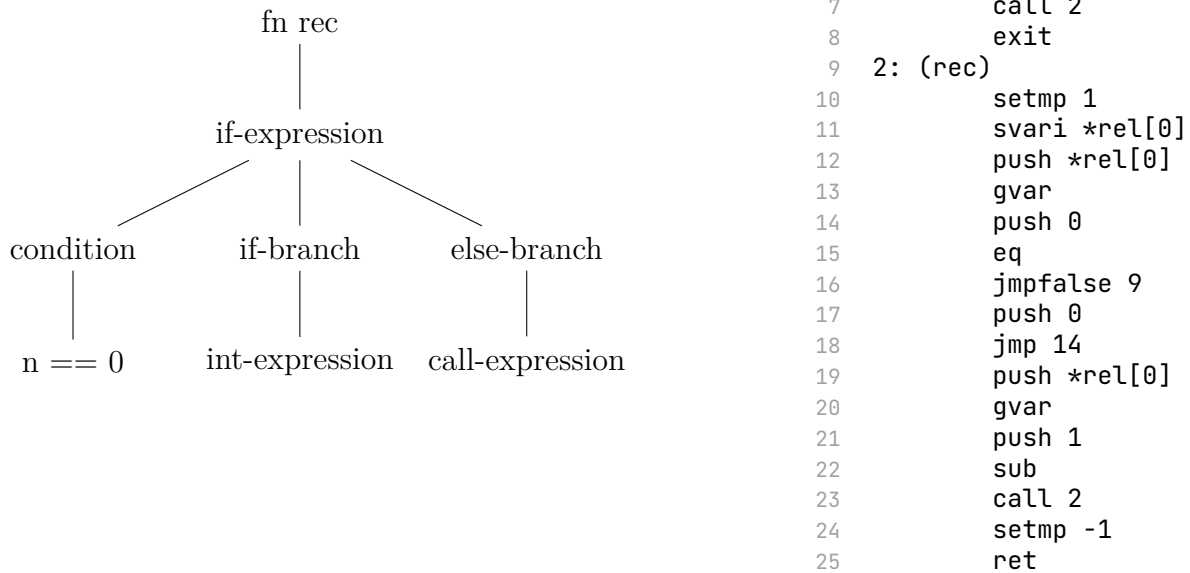 fn rec
if-expression
condition if-branch else-branch
n == 0 int-expression call-expression
7 call 2
8 exit
9 2: (rec)
10 setmp 1
11 svari *rel[0]
12 push *rel[0]
13 gvar
14 push 0
15 eq
16 jmpfalse 9
17 push 0
18 jmp 14
19 push *rel[0]
20 gvar
21 push 1
22 sub
23 call 2
24 setmp -1
25 ret